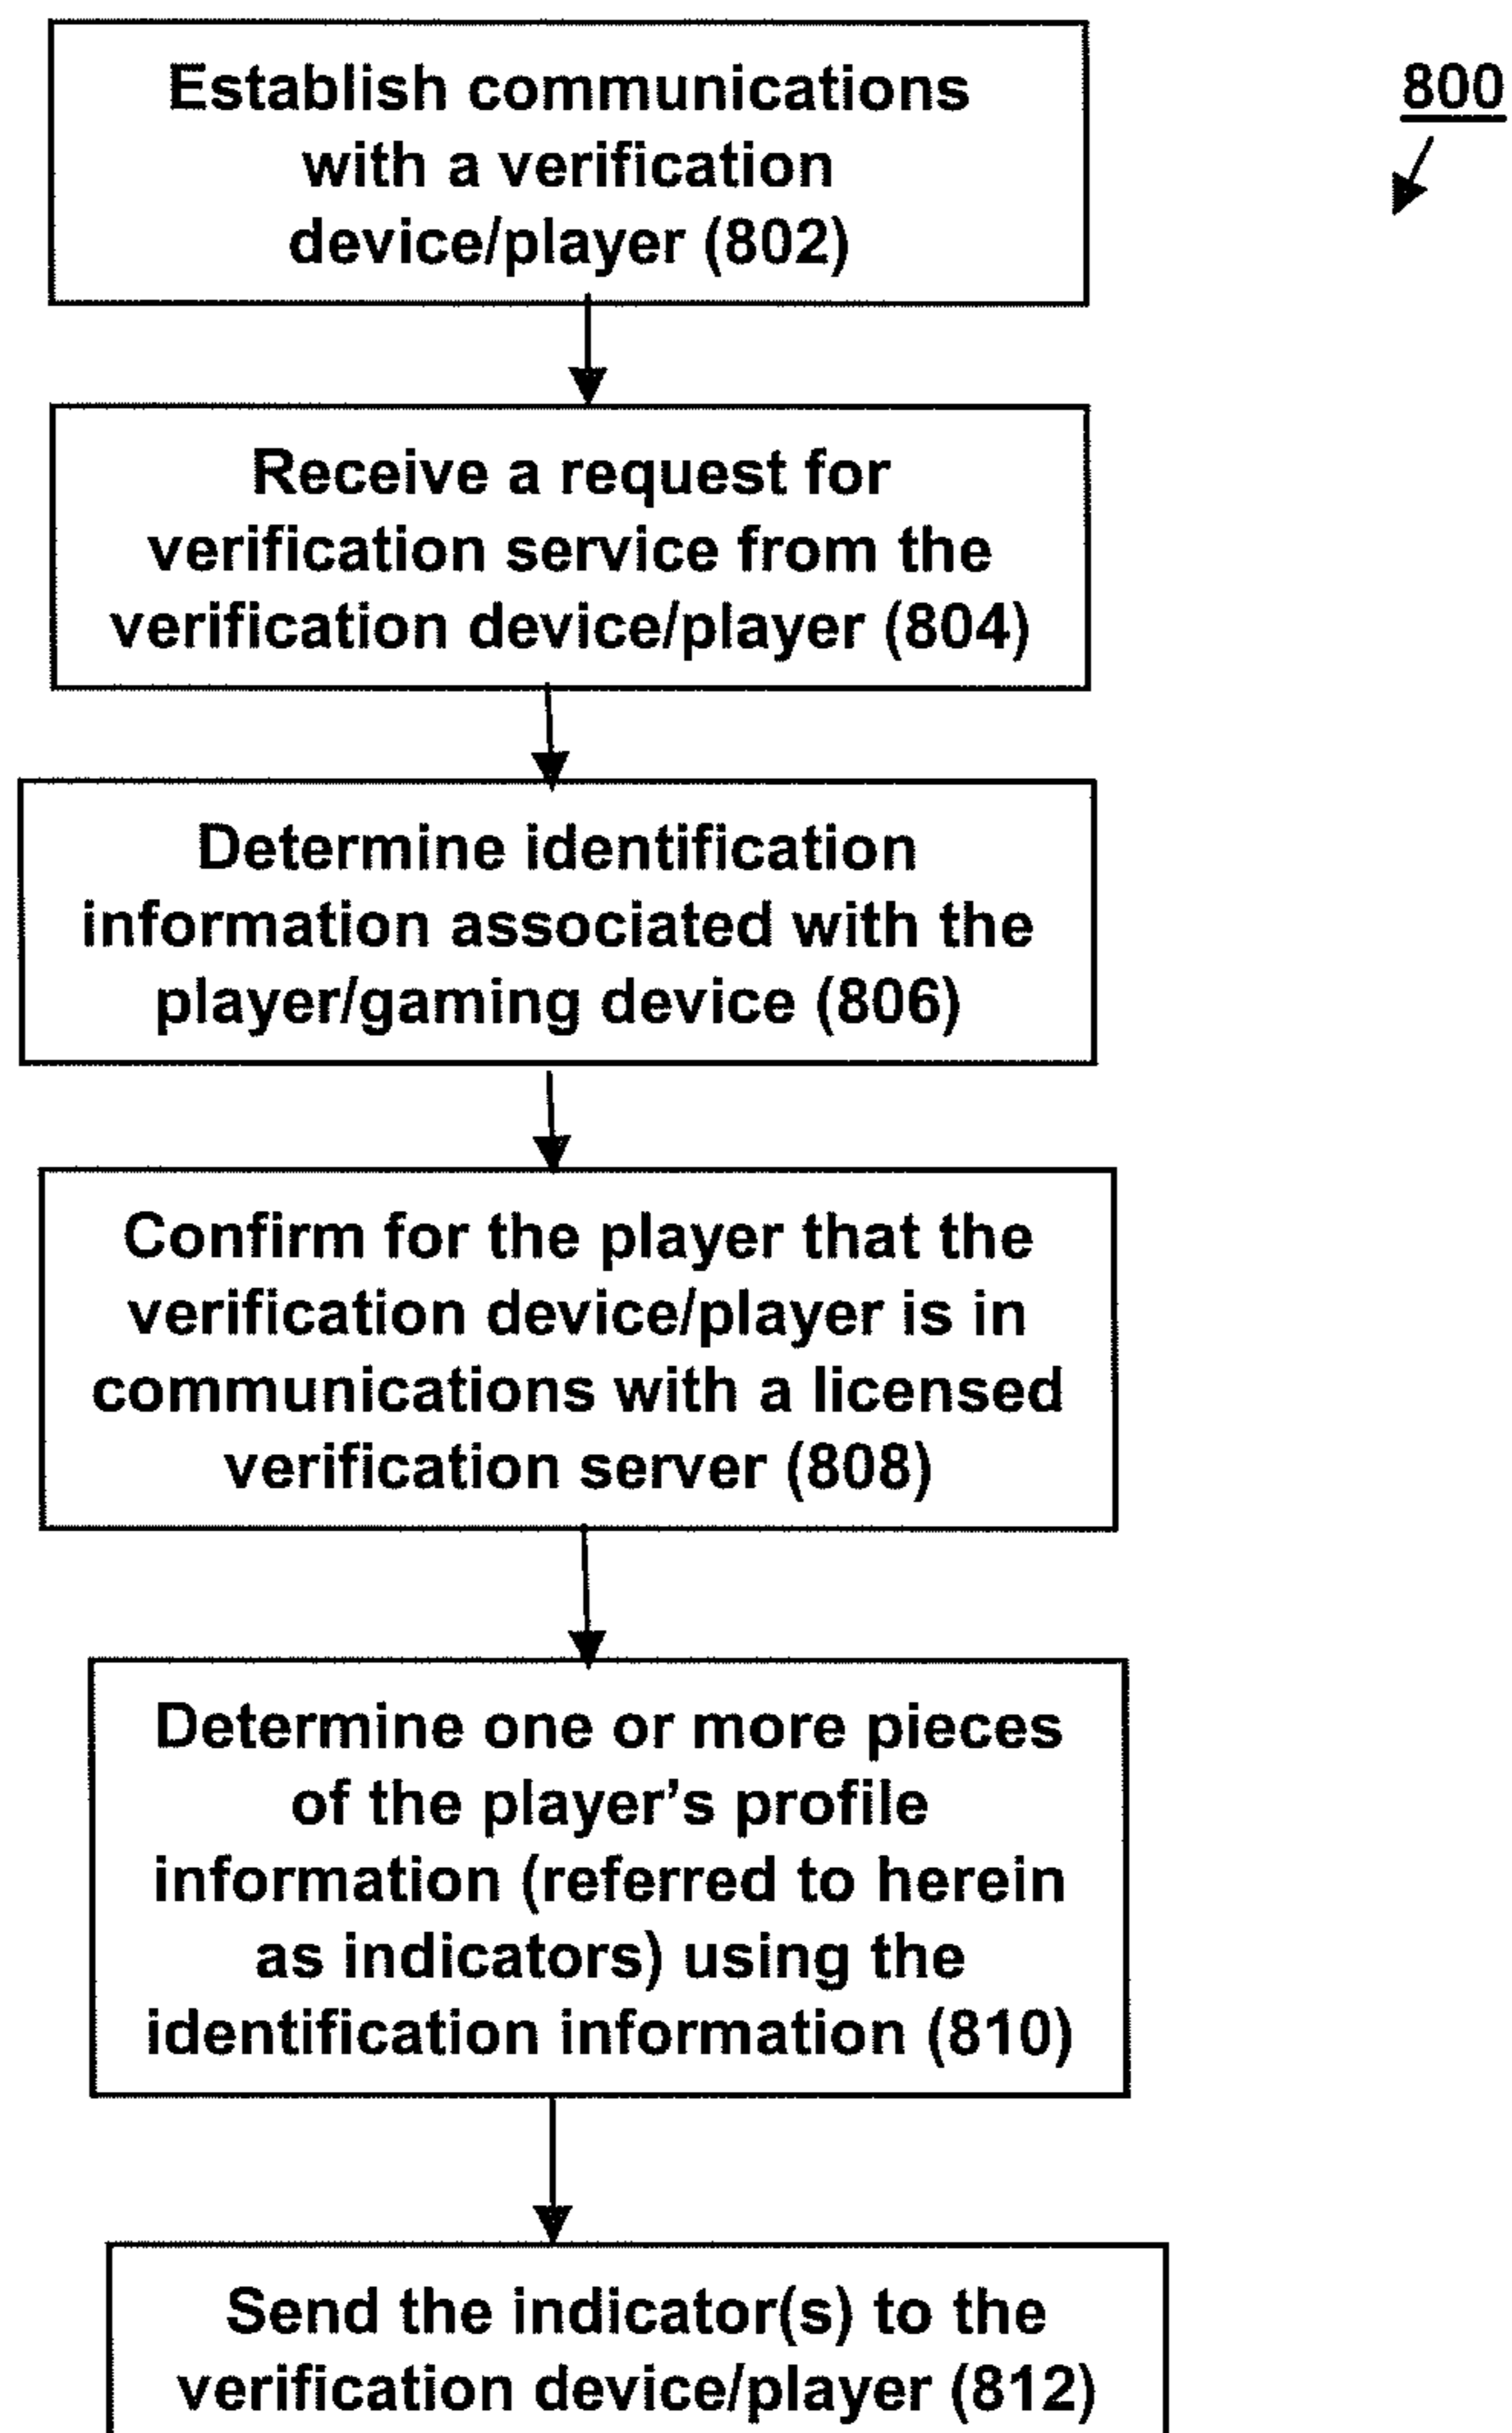 Establish communications
with a verification
device/player (802)
800
Receive a request for
verification service from the
verification device/player (804)
Determine identification
information associated with the
player/gaming device (806)
Confirm for the player that the
verification device/player is in
communications with a licensed
verification server (808)
Determine one or more pieces
of the player's profile
information (referred to herein
as indicators) using the
identification information (810)
Send the indicator(s) to the
verification device/player (812)